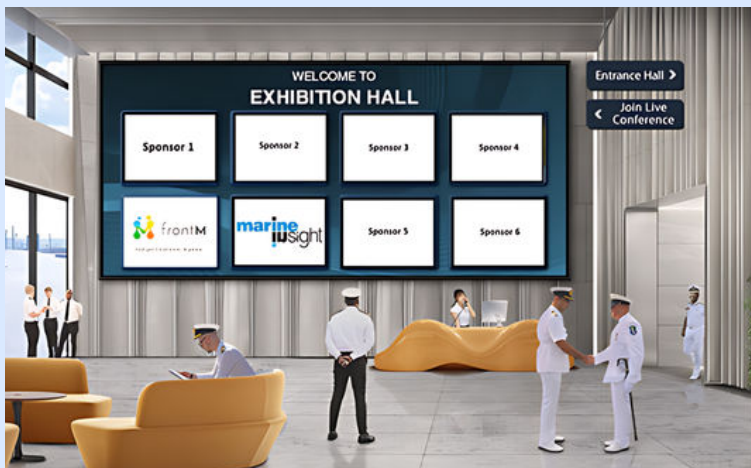 WELCOME TO
EXHIBITION HALL
Entrance Hall >
< Join Live
Conference
Sponsor 1
Sponsor 2
Sponsor 3
Sponsor 4
frontM
marine
insight
Sponsor 5
Sponsor 6